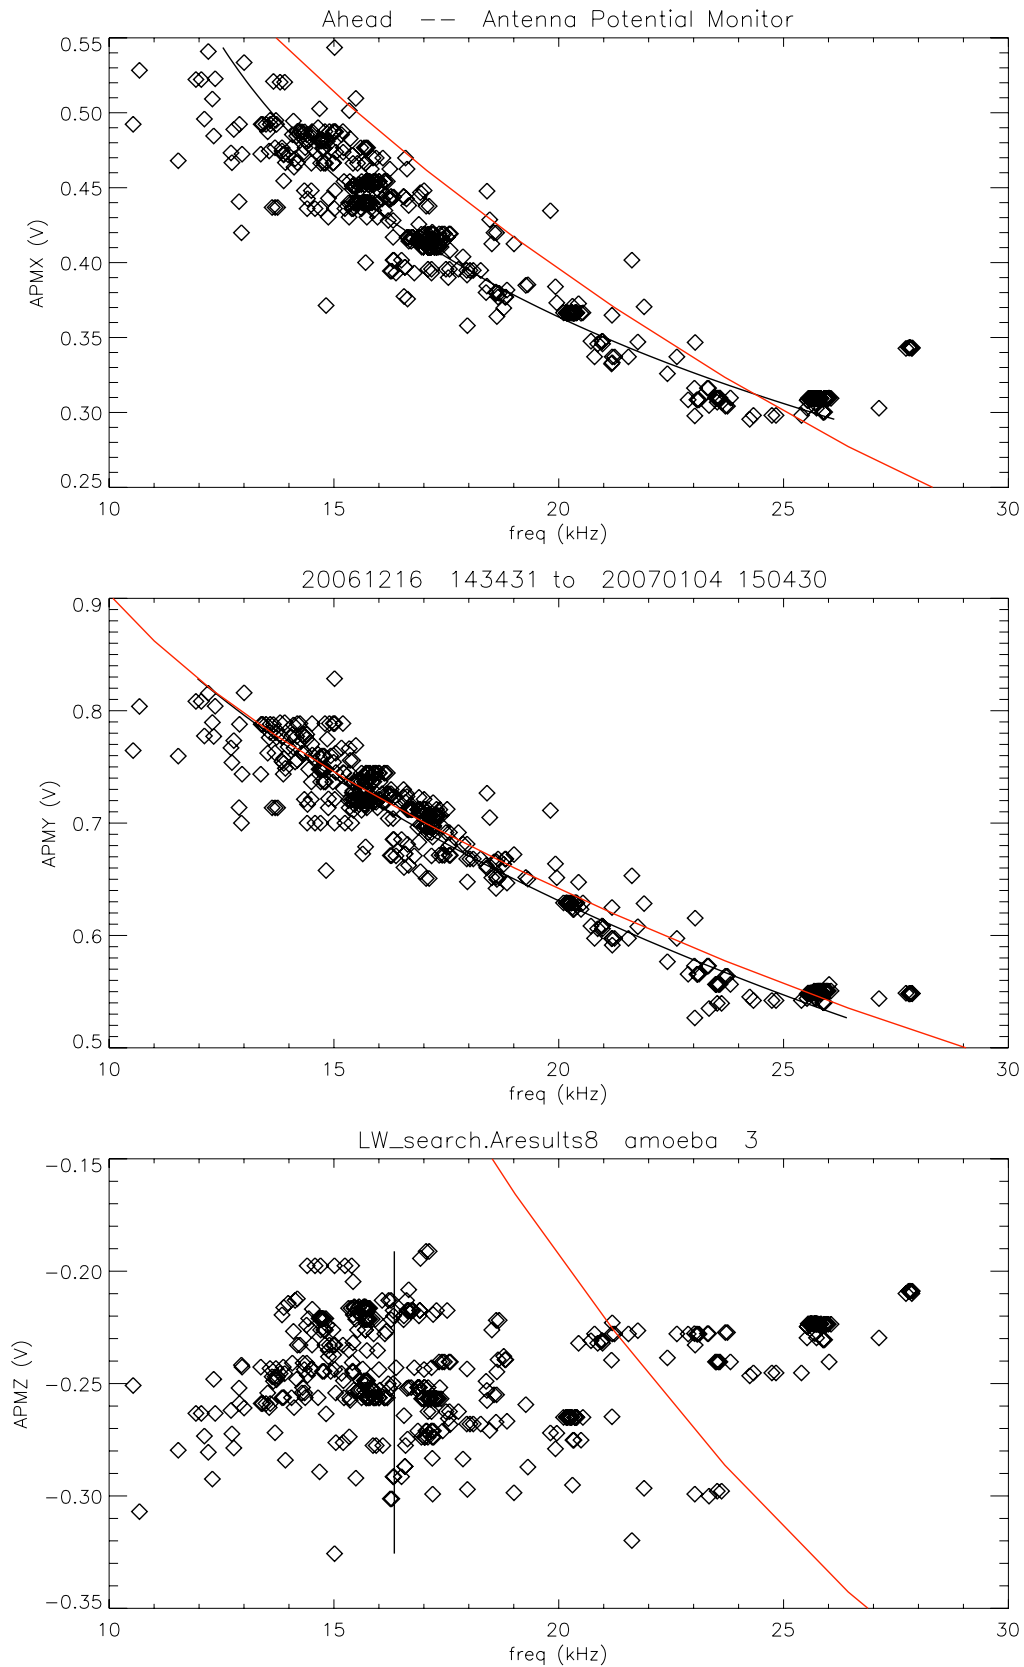 Ahead -- Antenna Potential Monitor
0.55
0.50
0.45
0.40
0.35
0.30
0.25
APMX (V)
10 15 20 25 30
freq (kHz)
20061216 143431 to 20070104 150430
0.9
0.8
0.7
0.6
0.5
APMY (V)
10 15 20 25 30
freq (kHz)
LW_search.Aresults8 amoeba 3
-0.15
-0.20
-0.25
-0.30
-0.35
APMZ (V)
10 15 20 25 30
freq (kHz)